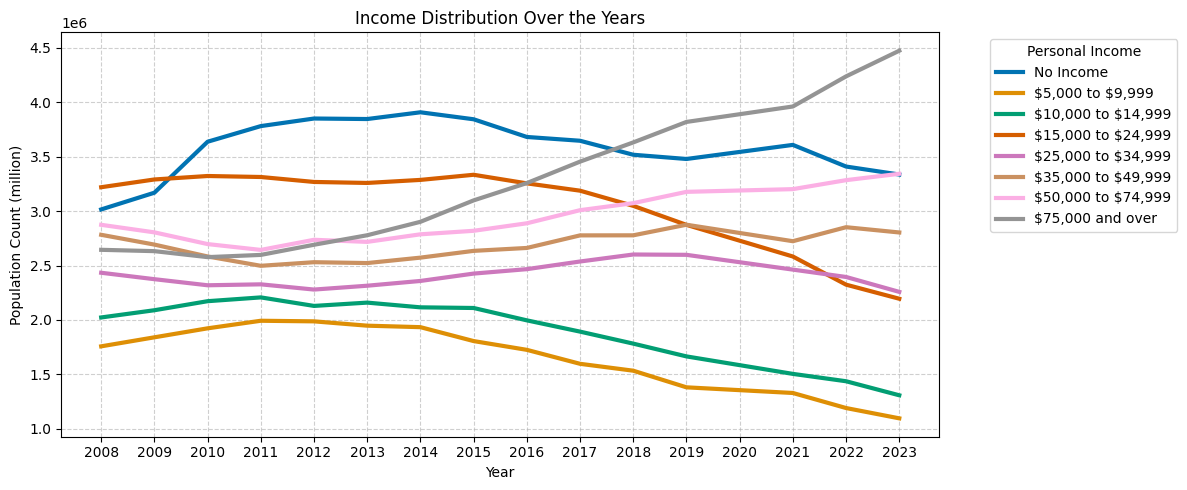 Income Distribution Over the Years
1e6
4.5
4.0
3.5
3.0
2.5
2.0
1.5
1.0
Population Count (million)
2008 2009 2010 2011 2012 2013 2014 2015 2016 2017 2018 2019 2020 2021 2022 2023
Year
Personal Income
No Income
$5,000 to $9,999
$10,000 to $14,999
$15,000 to $24,999
$25,000 to $34,999
$35,000 to $49,999
$50,000 to $74,999
$75,000 and over